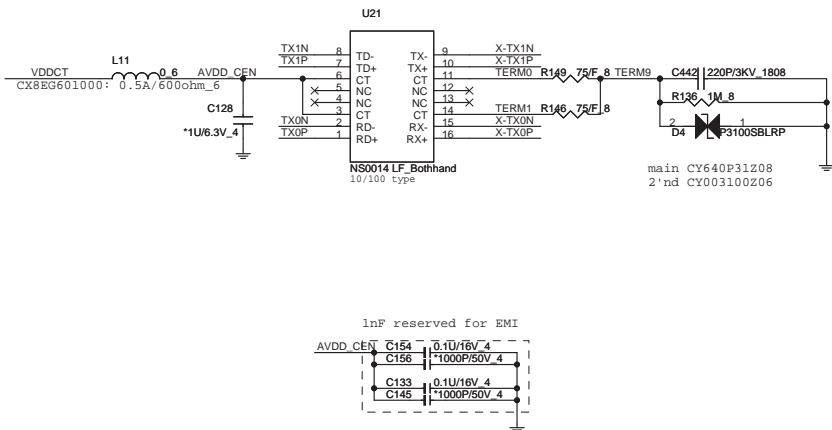 U21
TX1N 8 TD- TX- 9 X-TX1N
TX1P 7 TD+ TX+ 10 X-TX1P
L11
VDDCT 0_6 AVDD_CEN 6 CT CT 11 TERM0 R149 75/F_8 TERM9 C442 220P/3KV_1808
CX8EG601000: 0.5A/600ohm_6
5 NC NC 12
R136 1M_8
4 NC NC 13
C128 3 CT CT 14 TERM1 R146 75/F_8
TX0N 2 RD- RX- 15 X-TX0N 2 1
*1U/6.3V_4 TX0P 1 RD+ RX+ 16 X-TX0P D4 P3100SBLRP
NS0014 LF_Bothhand
10/100 type
main CY640P31Z08
2'nd CY003100Z06
1nF reserved for EMI
AVDD_CEN C154 0.1U/16V_4
C156 *1000P/50V_4
C133 0.1U/16V_4
C145 *1000P/50V_4